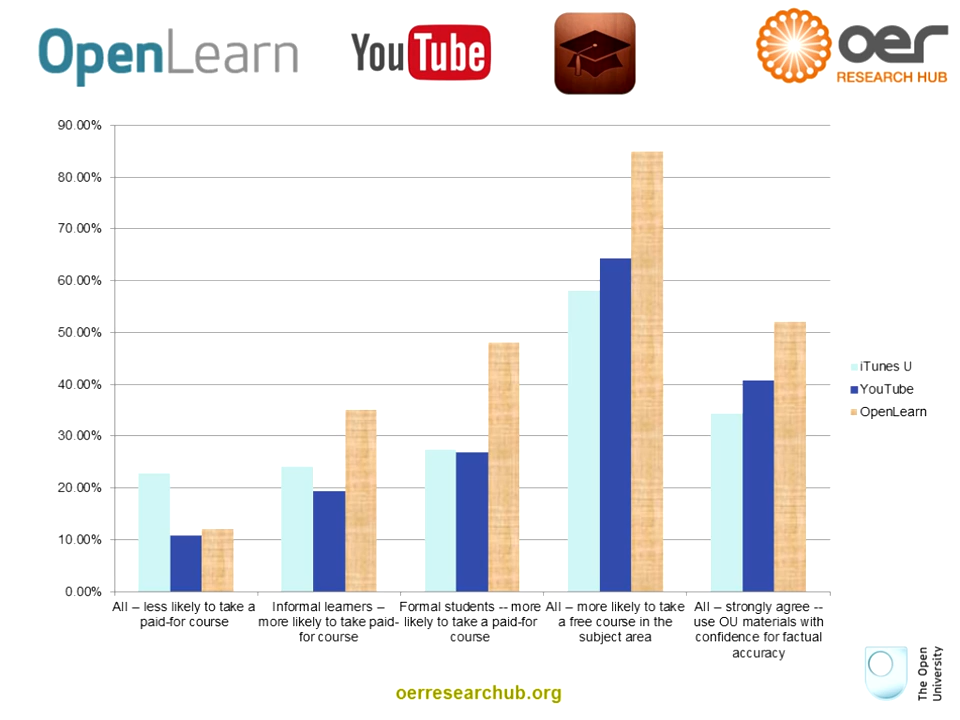 OpenLearn
YouTube
oer
RESEARCH HUB
90.00%
80.00%
70.00%
60.00%
50.00%
40.00%
30.00%
20.00%
10.00%
0.00%
iTunes U
YouTube
OpenLearn
All – less likely to take a
paid-for course
Informal learners –
more likely to take paid-
for course
Formal students -- more
likely to take a paid-for
course
All – more likely to take
a free course in the
subject area
All – strongly agree --
use OU materials with
confidence for factual
accuracy
oerresearchub.org
The Open
University